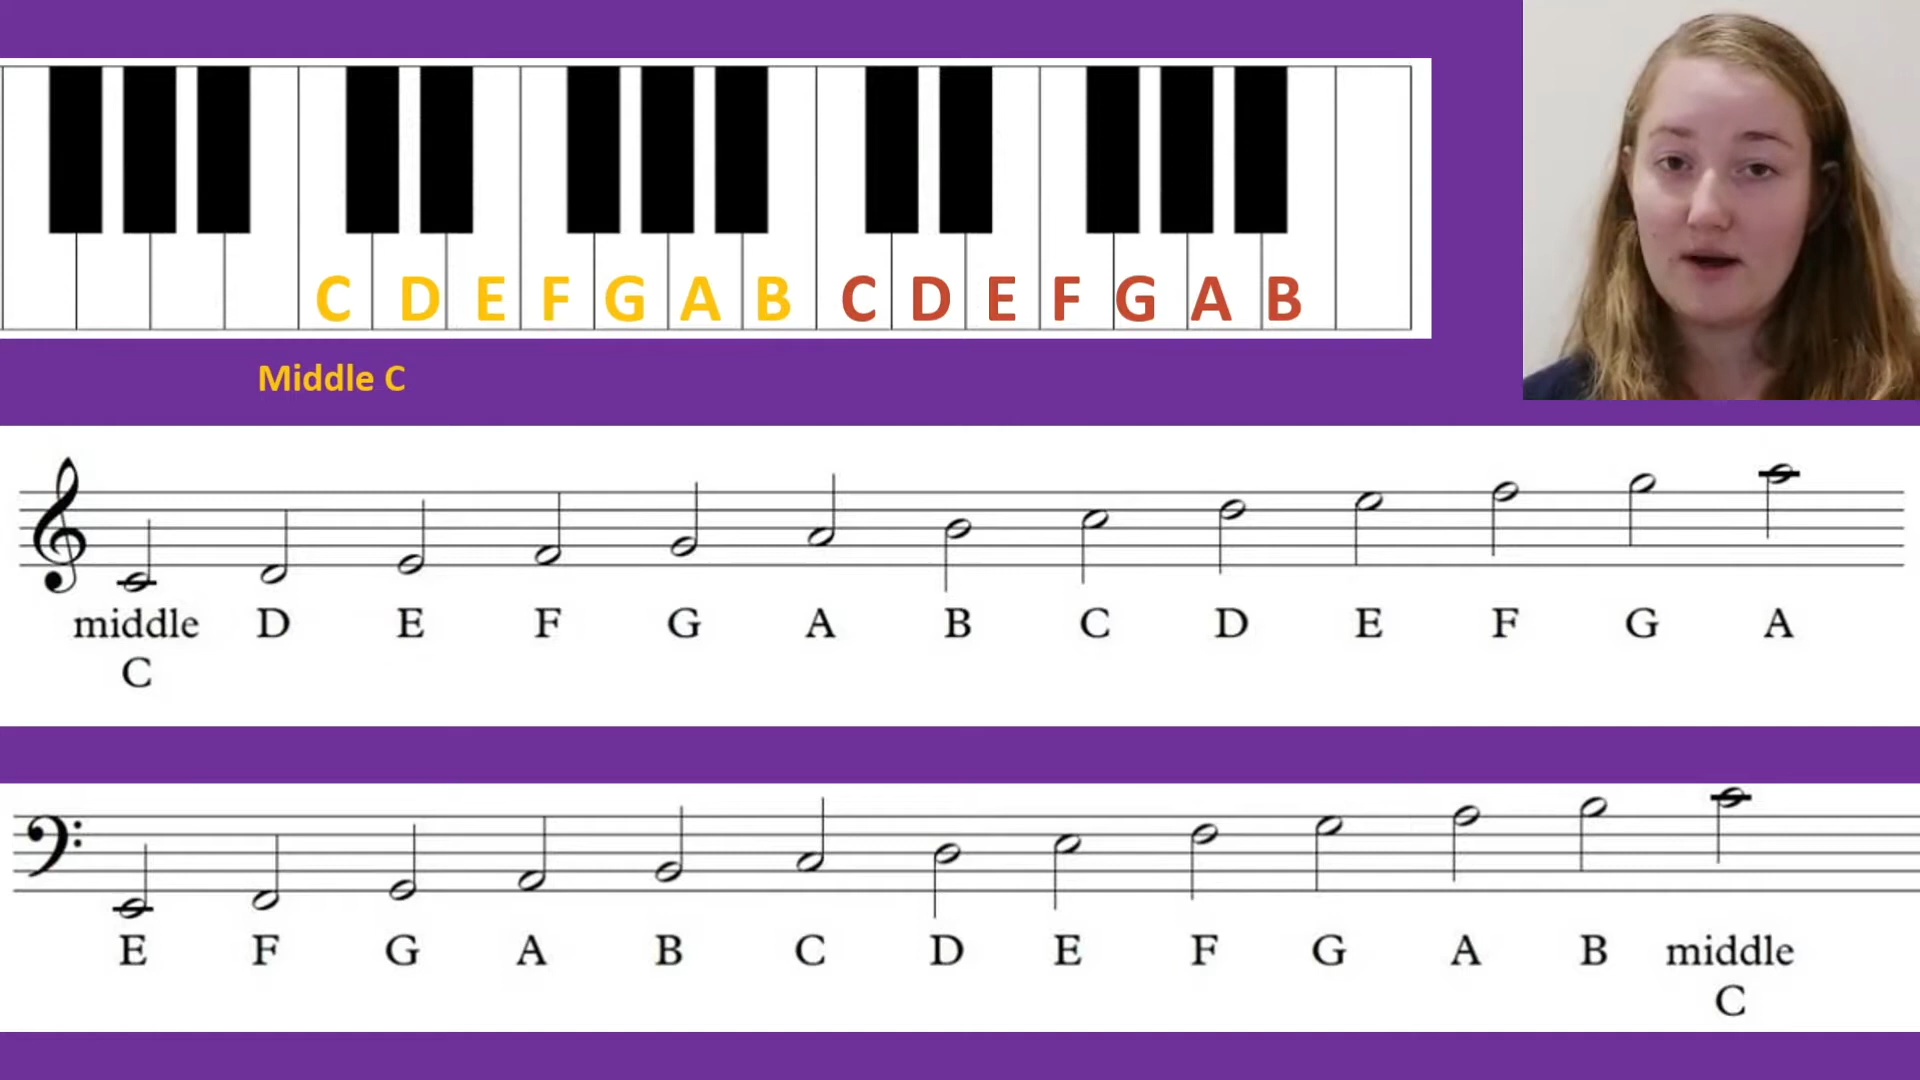 C D E F G A B C D E F G A B
Middle C
middle D E F G A B C D E F G A
C
E F G A B C D E F G A B middle
C